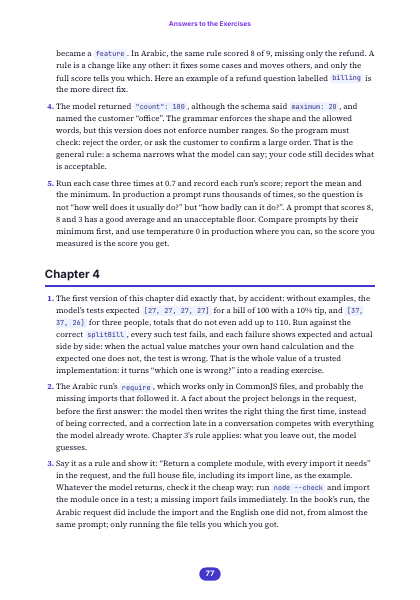 Answers to the Exercises
became a feature. In Arabic, the same rule scored 8 of 9, missing only the refund. A
rule is a change like any other: it fixes some cases and moves others, and only the
full score tells you which. Here an example of a refund question labelled billing is
the more direct fix.
4. The model returned "count": 100, although the schema said maximum: 20, and
named the customer “office”. The grammar enforces the shape and the allowed
words, but this version does not enforce number ranges. So the program must
check: reject the order, or ask the customer to confirm a large order. That is the
general rule: a schema narrows what the model can say; your code still decides what
is acceptable.
5. Run each case three times at 0.7 and record each run’s score; report the mean and
the minimum. In production a prompt runs thousands of times, so the question is
not “how well does it usually do?” but “how badly can it do?”. A prompt that scores 8,
8 and 3 has a good average and an unacceptable floor. Compare prompts by their
minimum first, and use temperature 0 in production where you can, so the score you
measured is the score you get.
Chapter 4
1. The first version of this chapter did exactly that, by accident: without examples, the
model’s tests expected [27, 27, 27, 27] for a bill of 100 with a 10% tip, and [37,
37, 26] for three people, totals that do not even add up to 110. Run against the
correct splitBill, every such test fails, and each failure shows expected and actual
side by side: when the actual value matches your own hand calculation and the
expected one does not, the test is wrong. That is the whole value of a trusted
implementation: it turns “which one is wrong?” into a reading exercise.
2. The Arabic run’s require, which works only in CommonJS files, and probably the
missing imports that followed it. A fact about the project belongs in the request,
before the first answer: the model then writes the right thing the first time, instead
of being corrected, and a correction late in a conversation competes with everything
the model already wrote. Chapter 3’s rule applies: what you leave out, the model
guesses.
3. Say it as a rule and show it: “Return a complete module, with every import it needs”
in the request, and the full house file, including its import line, as the example.
Whatever the model returns, check it the cheap way: run node --check and import
the module once in a test; a missing import fails immediately. In the book’s run, the
Arabic request did include the import and the English one did not, from almost the
same prompt; only running the file tells you which you got.
77